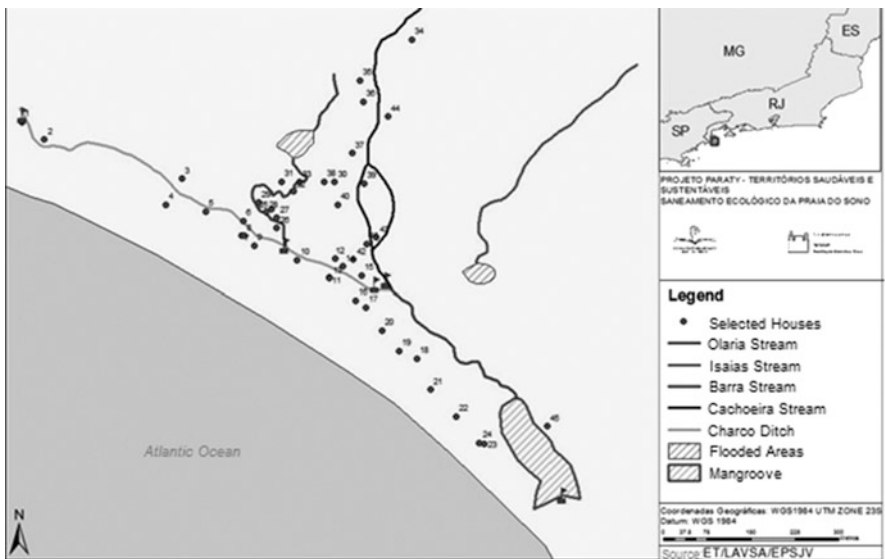 34
35
36
44
37
2
3
31
38 30
39
4
5
40
6
27
9
10
12
42
15
11
16
17
20
19
18
21
22
24
23
45
Atlantic Ocean
N
MG
ES
RJ
SP
PROJETO PARATY - TERRITÓRIOS SAUDÁVEIS E
SUSTENTÁVEIS
SANEAMENTO ECOLÓGICO DA PRAIA DO SONO
Legend
Selected Houses
Olaria Stream
Isaias Stream
Barra Stream
Cachoeira Stream
Charco Ditch
Flooded Areas
Mangroove
Coordenadas Geográficas: WGS1984 UTM ZONE 23S
Datum: WGS 1984
Source: ET/LAVSA/EPSJV